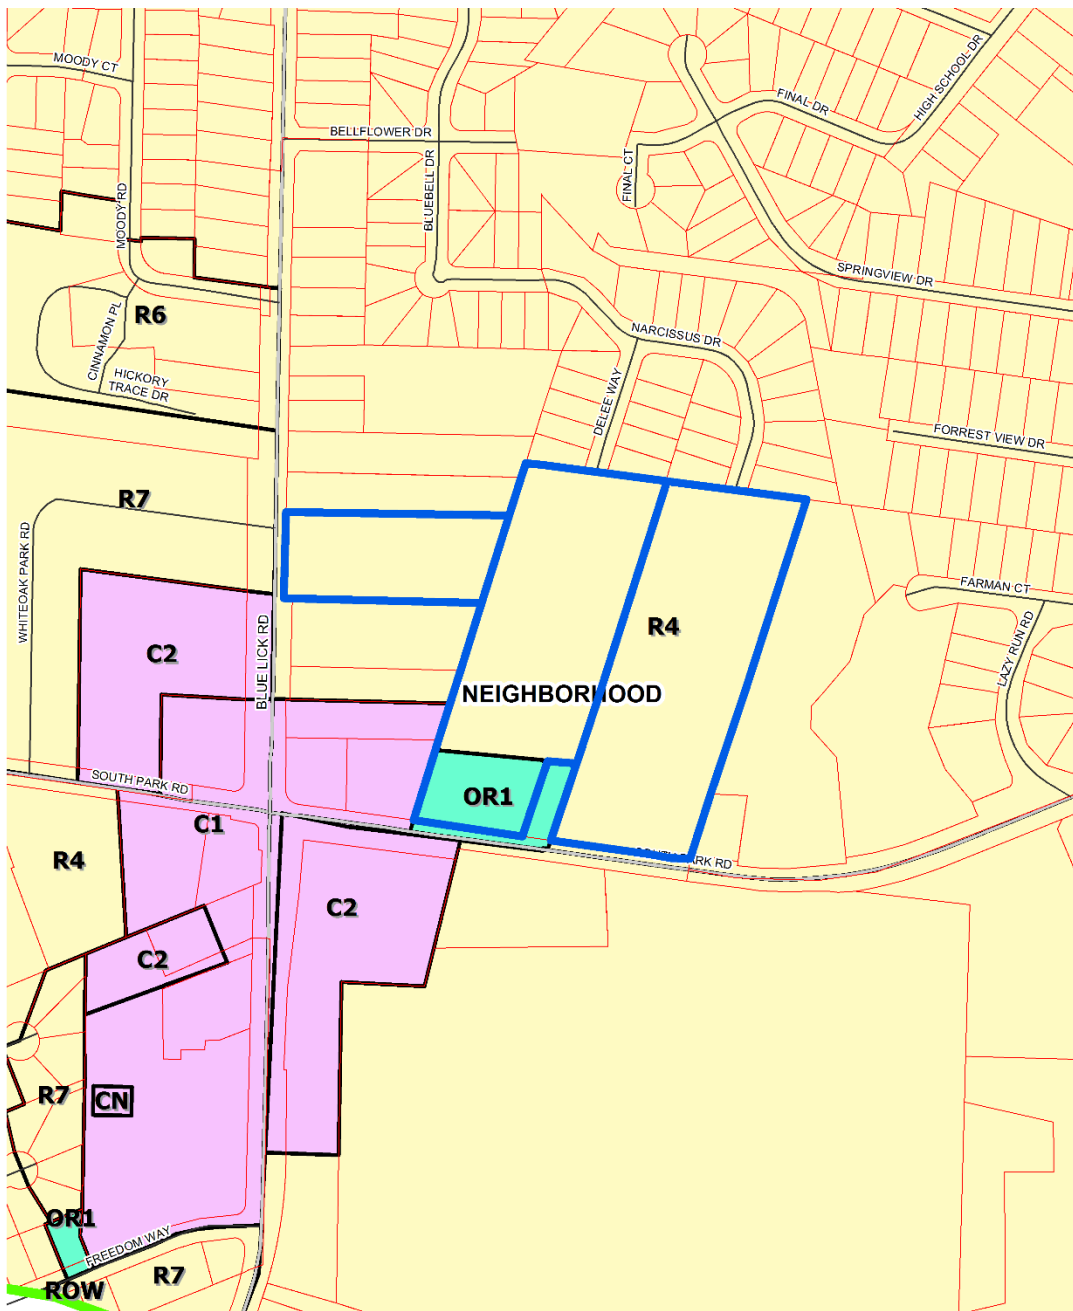 MOODY CT
HIGH SCHOOL DR
FINAL DR
BELLFLOWER DR
BLUEBELL DR
FINAL CT
MOODY RD
SPRINGVIEW DR
R6
CINNAMON PL
NARCISSUS DR
HICKORY
TRACE DR
DELEE WAY
FORREST VIEW DR
R7
WHITEOAK PARK RD
FARMAN CT
BLUE LICK RD
R4
LAZY RUN RD
C2
NEIGHBORHOOD
SOUTH PARK RD
OR1
C1
SOUTH PARK RD
R4
C2
C2
R7
CN
OR1
FREEDOM WAY
R7
ROW